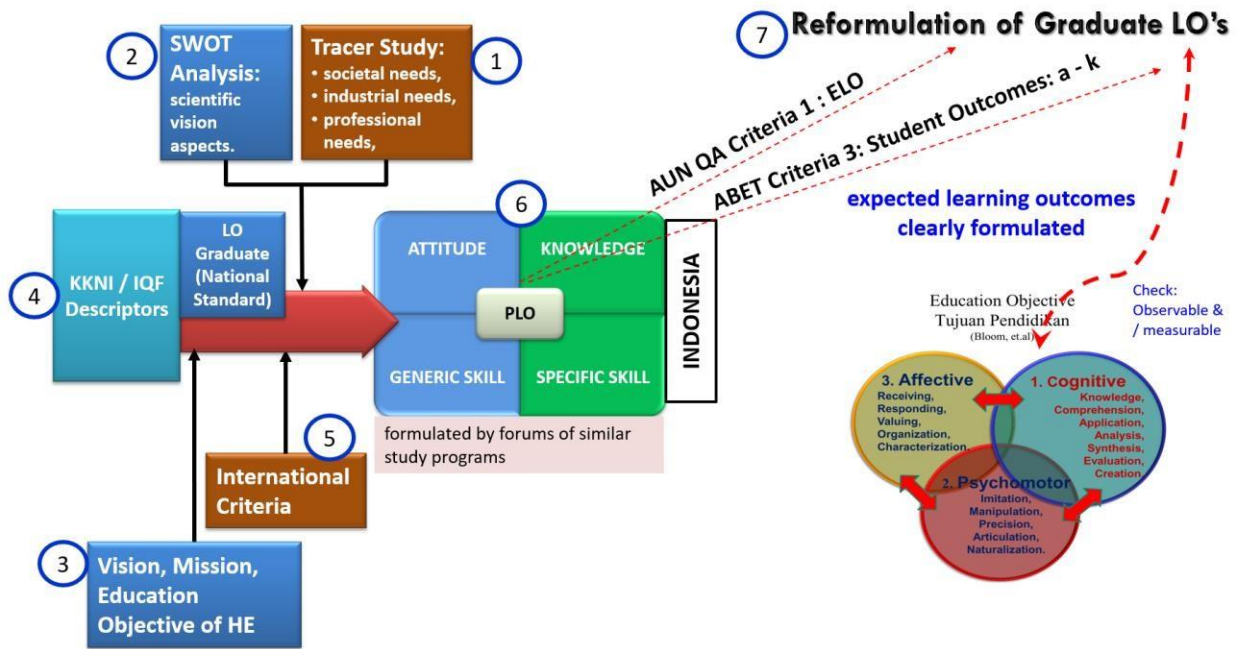 2
SWOT
Analysis:
scientific
vision
aspects.
Tracer Study:
• societal needs,
• industrial needs,
• professional
needs,
1
7
Reformulation of Graduate LO's
AUN QA Criteria 1 : ELO
ABET Criteria 3: Student Outcomes: a - k
expected learning outcomes
clearly formulated
4
KKNI / IQF
Descriptors
LO
Graduate
(National
Standard)
6
ATTITUDE
KNOWLEDGE
PLO
GENERIC SKILL
SPECIFIC SKILL
INDONESIA
formulated by forums of similar
study programs
5
International
Criteria
3
Vision, Mission,
Education
Objective of HE
Education Objective
Tujuan Pendidikan
(Bloom, et.al)
Check:
Observable &
/ measurable
3. Affective
Receiving,
Responding,
Valuing,
Organization,
Characterization.
1. Cognitive
Knowledge,
Comprehension,
Application,
Analysis,
Synthesis,
Evaluation,
Creation.
2. Psychomotor
Imitation,
Manipulation,
Precision,
Articulation,
Naturalization.